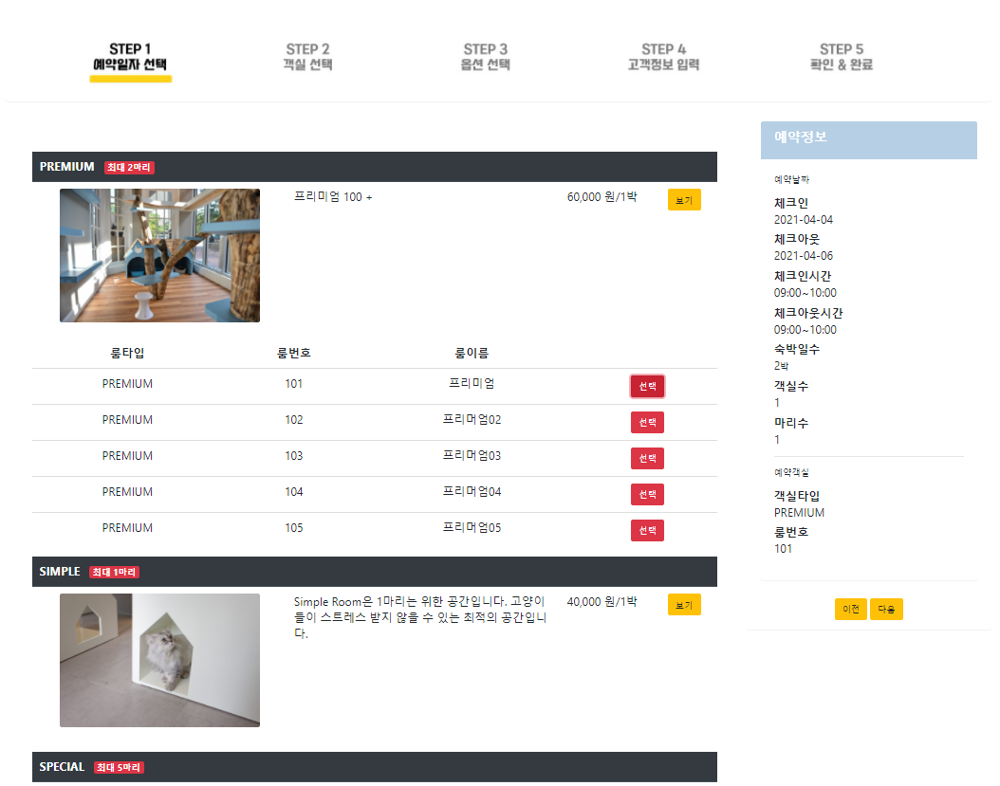 STEP 1
예약일자 선택
STEP 2
객실 선택
STEP 3
옵션 선택
STEP 4
고객정보 입력
STEP 5
확인 & 완료
PREMIUM 최대 2마리
프리미엄 100 +
60,000 원/1박
보기
룸타입 룸번호 룸이름
PREMIUM 101 프리미엄 선택
PREMIUM 102 프리머엄02 선택
PREMIUM 103 프리머엄03 선택
PREMIUM 104 프리머엄04 선택
PREMIUM 105 프리머엄05 선택
SIMPLE 최대 1마리
Simple Room은 1마리는 위한 공간입니다. 고양이
들이 스트레스 받지 않을 수 있는 최적의 공간입니
다.
40,000 원/1박
보기
SPECIAL 최대 5마리
예약정보
예약날짜
체크인
2021-04-04
체크아웃
2021-04-06
체크인시간
09:00~10:00
체크아웃시간
09:00~10:00
숙박일수
2박
객실수
1
마리수
1
예약객실
객실타입
PREMIUM
룸번호
101
이전 다음